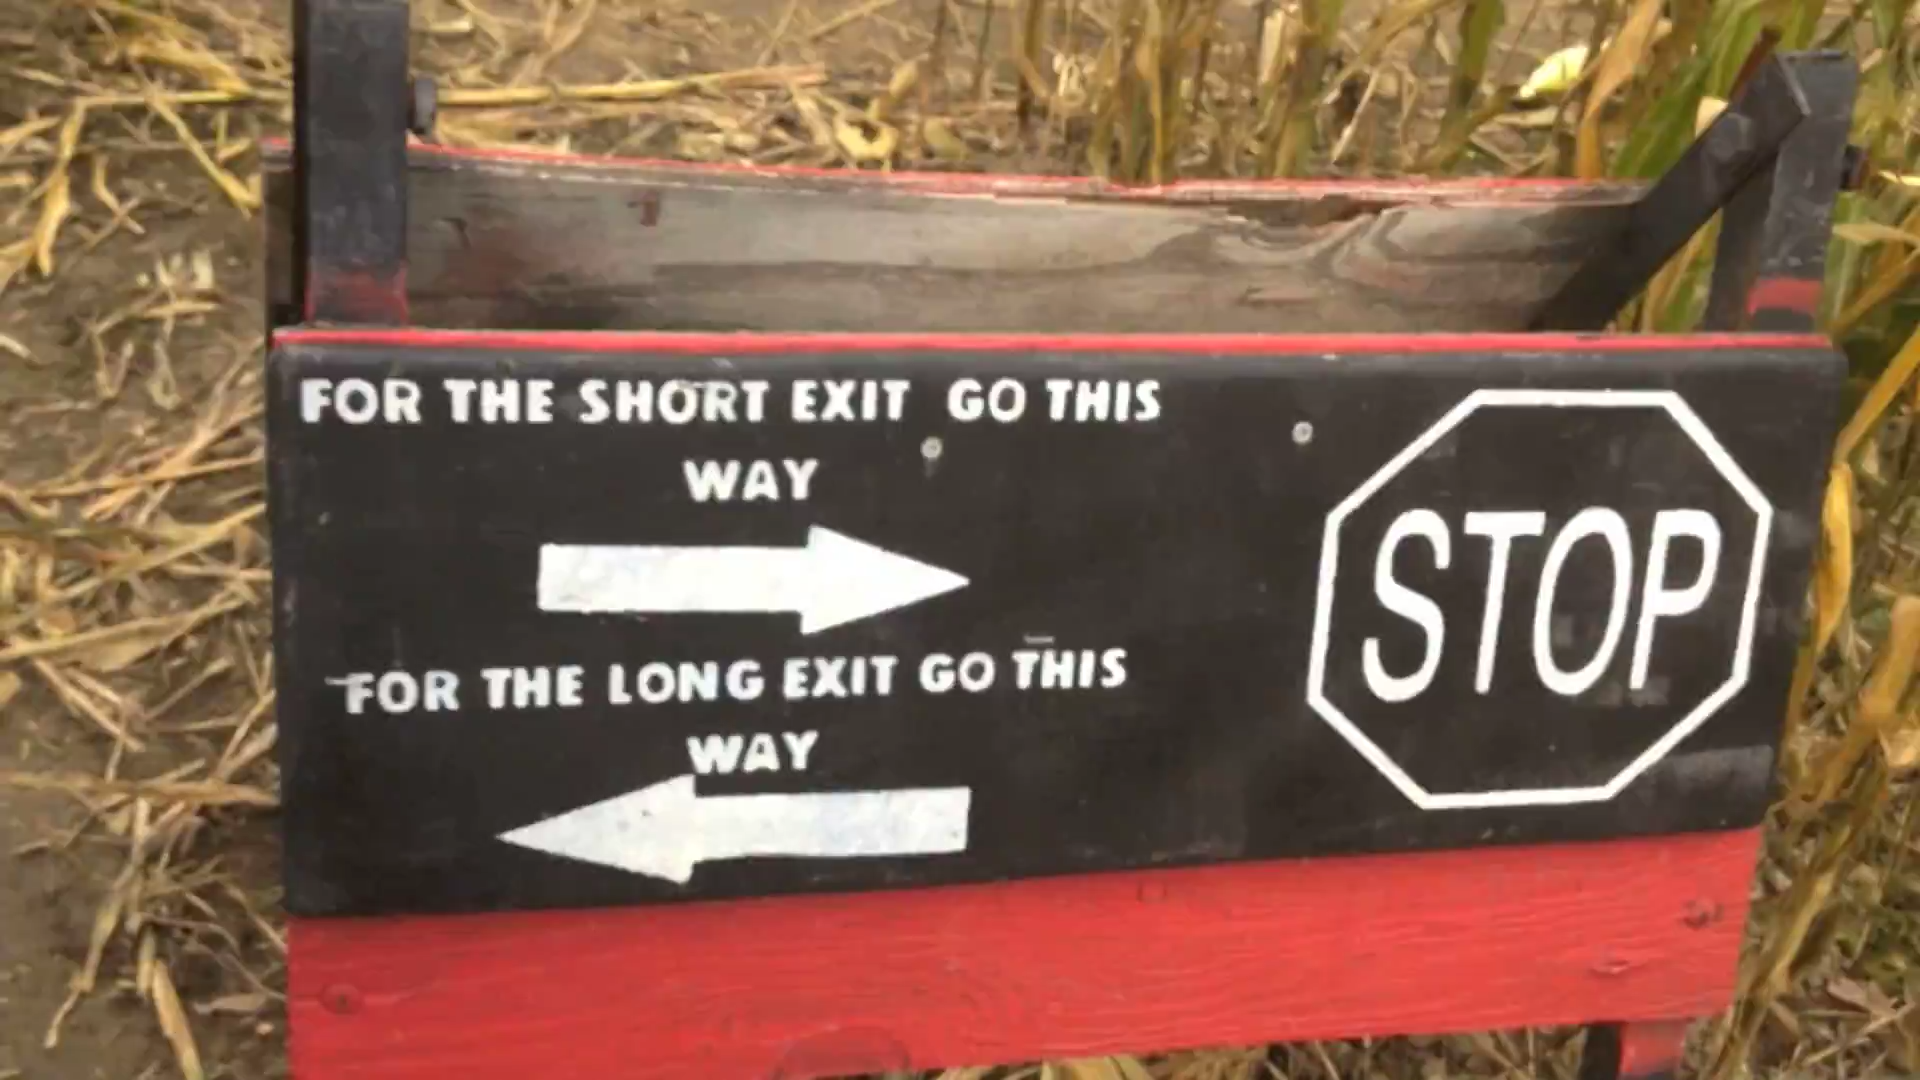 FOR THE SHORT EXIT GO THIS
WAY
FOR THE LONG EXIT GO THIS
WAY
STOP